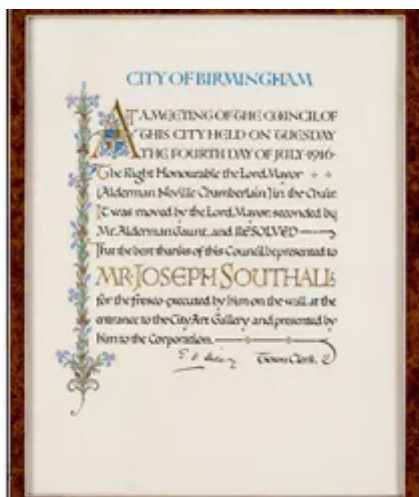 CITY OF BIRMINGHAM
AT A MEETING OF THE COUNCIL OF
THIS CITY HELD ON TUESDAY
THE FOURTH DAY OF JULY · 1916 ·
The Right Honourable the Lord Mayor
(Alderman Neville Chamberlain) in the Chair
It was moved by the Lord Mayor, seconded by
Mr. Alderman Gaunt, and RESOLVED
That the best thanks of this Council be presented to
MR. JOSEPH SOUTHALL
for the fresco executed by him on the wall at the
entrance to the City Art Gallery and presented by
him to the Corporation.
Town Clerk.